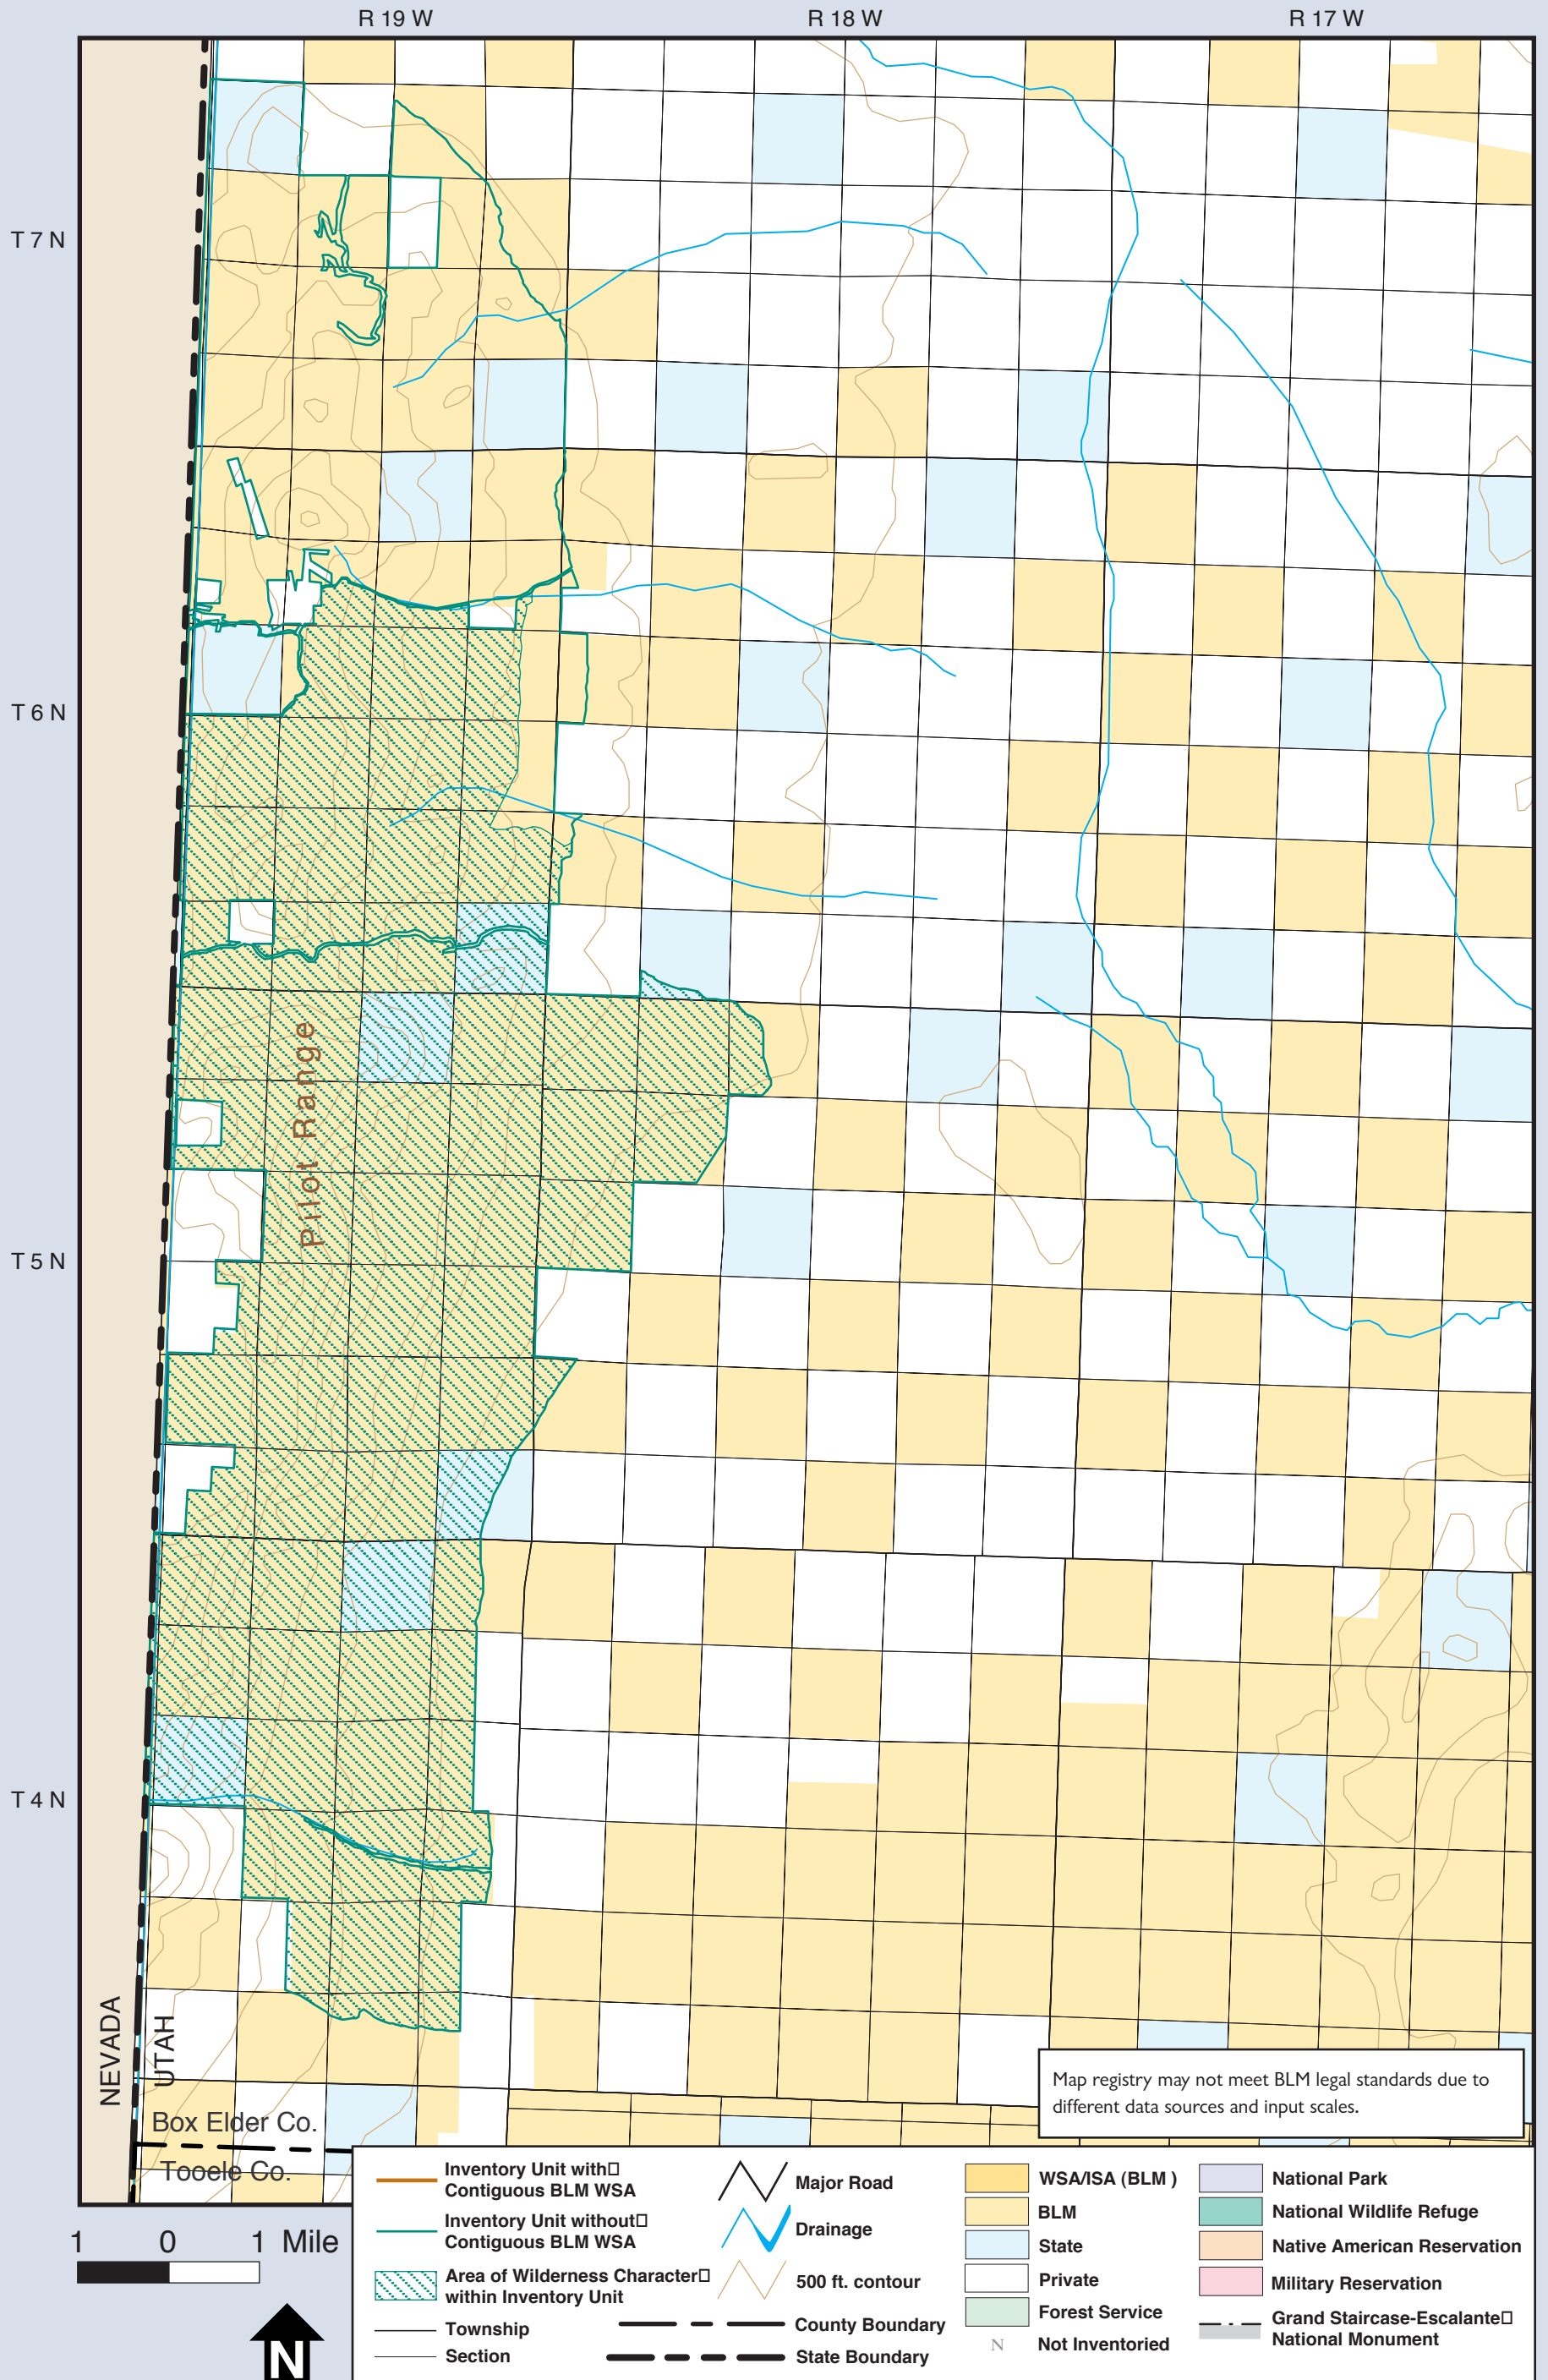 R 19 W R 18 W R 17 W
T 7 N
T 6 N
T 5 N
T 4 N
Pilot Range
NEVADA
UTAH
Box Elder Co.
Tooele Co.
Map registry may not meet BLM legal standards due to
different data sources and input scales.
1 0 1 Mile
N
Inventory Unit with
Contiguous BLM WSA
Inventory Unit without
Contiguous BLM WSA
Area of Wilderness Character
within Inventory Unit
Township
Section
Major Road
Drainage
500 ft. contour
County Boundary
State Boundary
WSA/ISA (BLM )
BLM
State
Private
Forest Service
N Not Inventoried
National Park
National Wildlife Refuge
Native American Reservation
Military Reservation
Grand Staircase-Escalante
National Monument